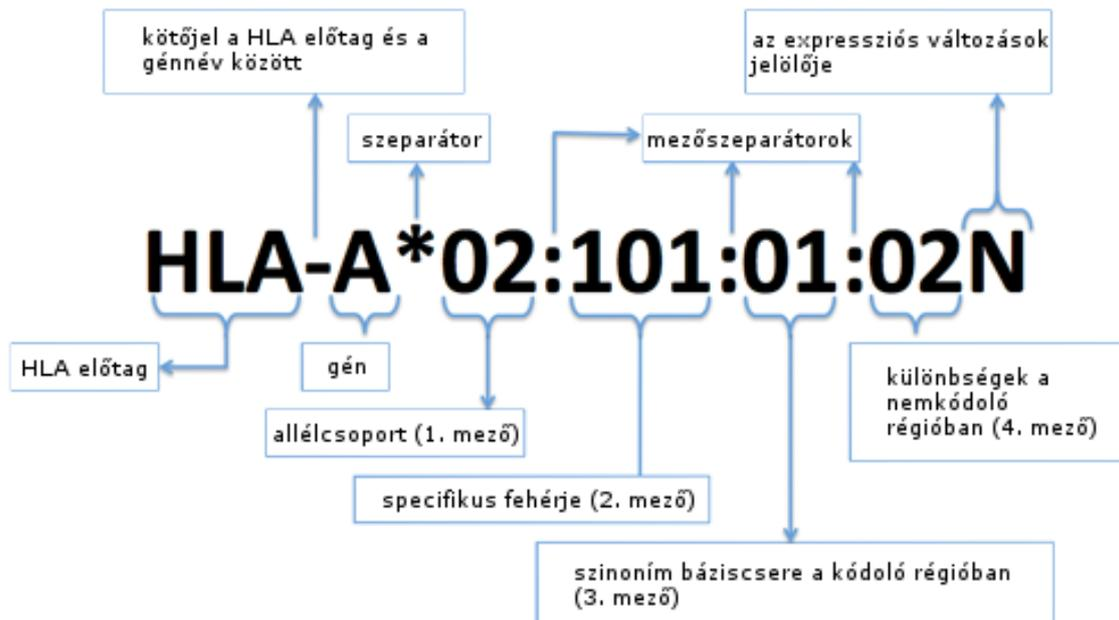 kötőjel a HLA előtag és a
génnév között
az expressziós változások
jelölője
szeparátor
mezőszeparátorok
HLA-A*02:101:01:02N
HLA előtag
gén
különbségek a
nemkódoló
régióban (4. mező)
allélcsoport (1. mező)
specifikus fehérje (2. mező)
szinoním báziscsere a kódoló régióban
(3. mező)